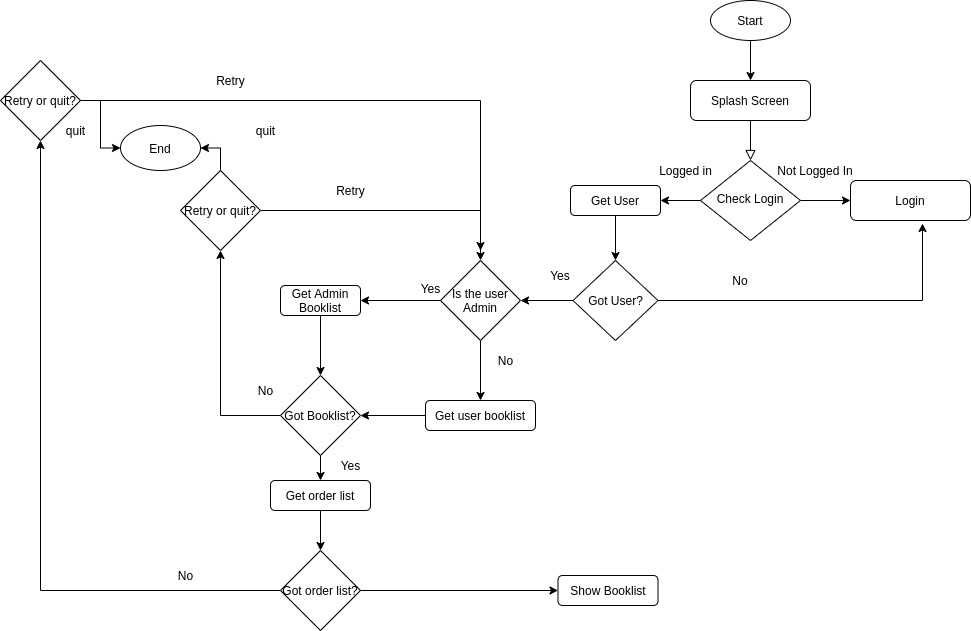 Start
Retry
Splash Screen
Retry or quit?
quit
quit
End
Logged in
Not Logged In
Check Login
Retry
Get User
Login
Retry or quit?
Yes
No
Yes
Get Admin
Booklist
Is the user
Admin
Got User?
No
No
Got Booklist?
Get user booklist
Yes
Get order list
No
Got order list?
Show Booklist